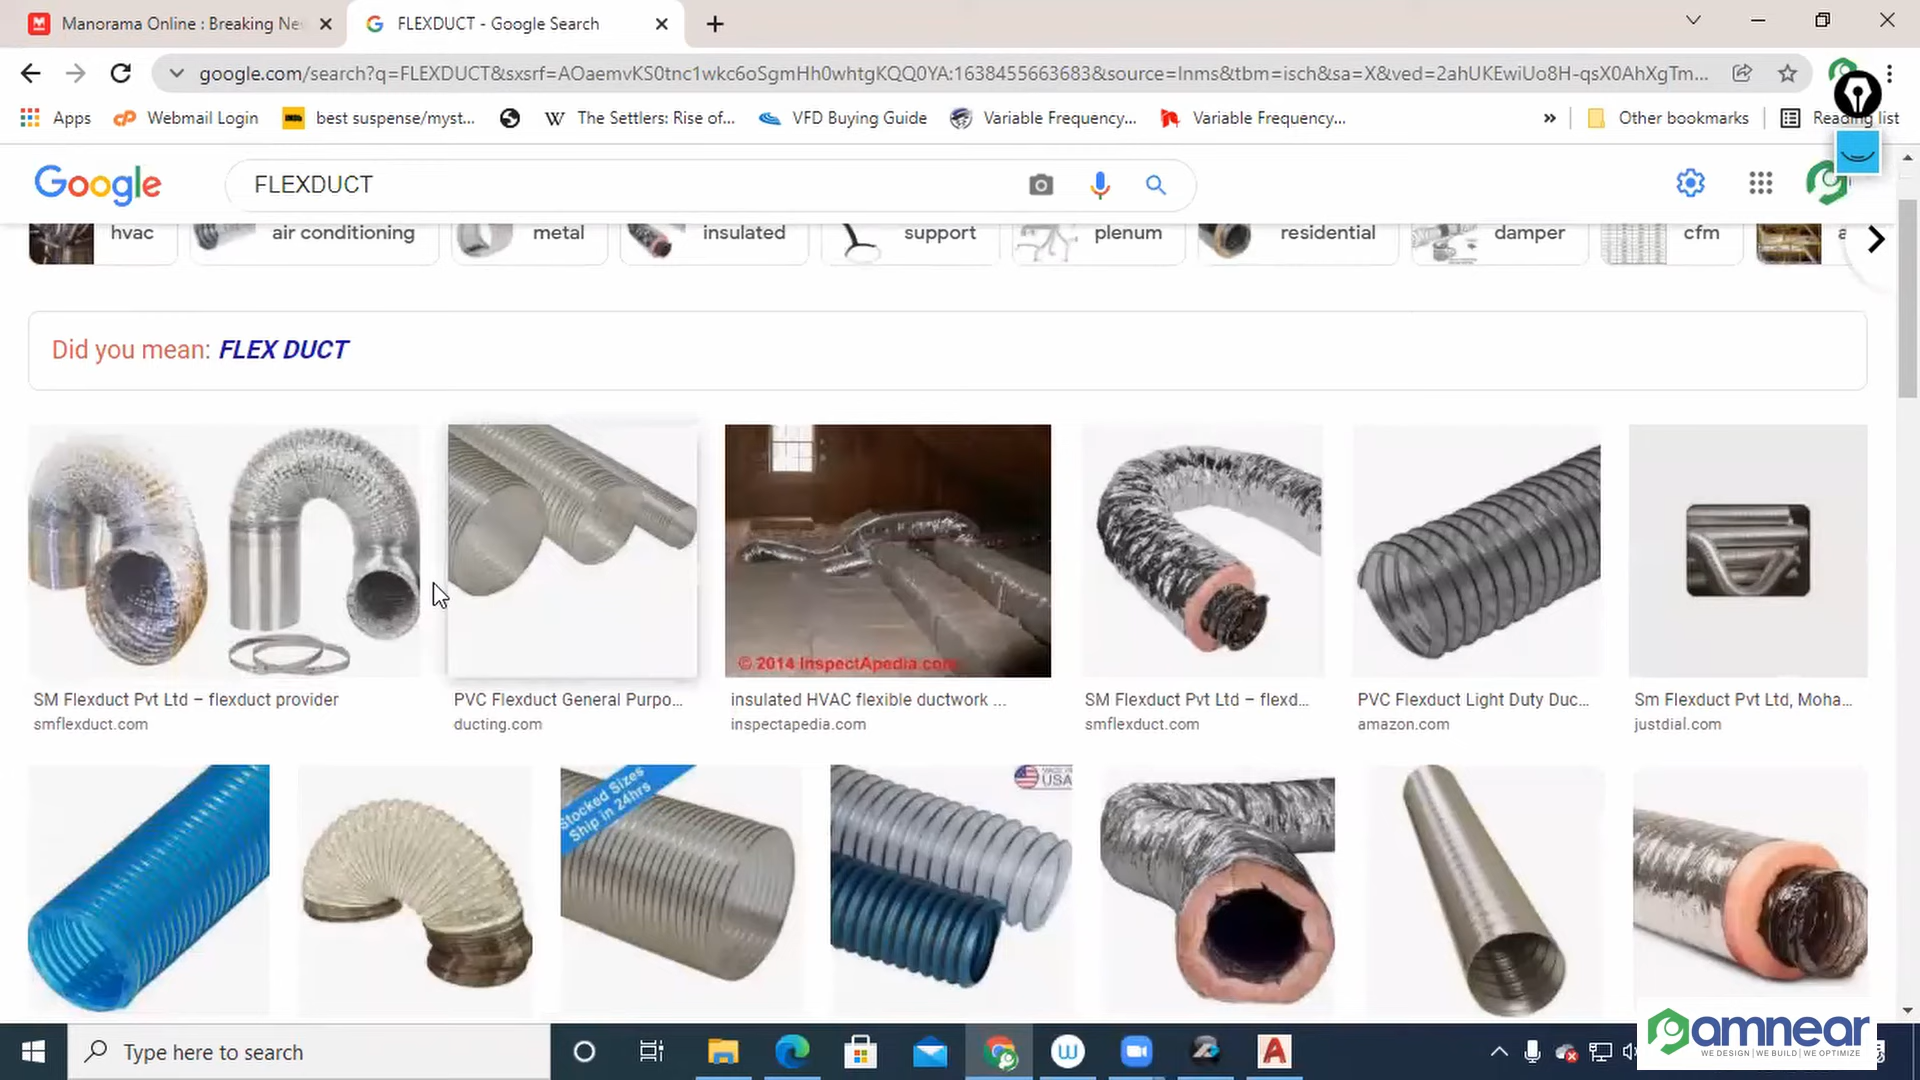 Manorama Online : Breaking Ne
FLEXDUCT - Google Search
google.com/search?q=FLEXDUCT&sxsrf=AOaemvKS0tnc1wkc6oSgmHh0whtgKQQ0YA:1638455663683&source=lnms&tbm=isch&sa=X&ved=2ahUKEwiUo8H-qsX0AhXgTm...
Apps
Webmail Login
best suspense/myst...
The Settlers: Rise of...
VFD Buying Guide
Variable Frequency...
Variable Frequency...
»
Other bookmarks
Reading list
Google
FLEXDUCT
hvac
air conditioning
metal
insulated
support
plenum
residential
damper
cfm
Did you mean: FLEX DUCT
© 2014 InspectApedia.com
SM Flexduct Pvt Ltd – flexduct provider
smflexduct.com
PVC Flexduct General Purpo...
ducting.com
insulated HVAC flexible ductwork ...
inspectapedia.com
SM Flexduct Pvt Ltd – flexd...
smflexduct.com
PVC Flexduct Light Duty Duc...
amazon.com
Sm Flexduct Pvt Ltd, Moha...
justdial.com
Stocked Sizes
Ship in 24hrs
USA
Type here to search
amnear
WE DESIGN | WE BUILD | WE OPTIMIZE